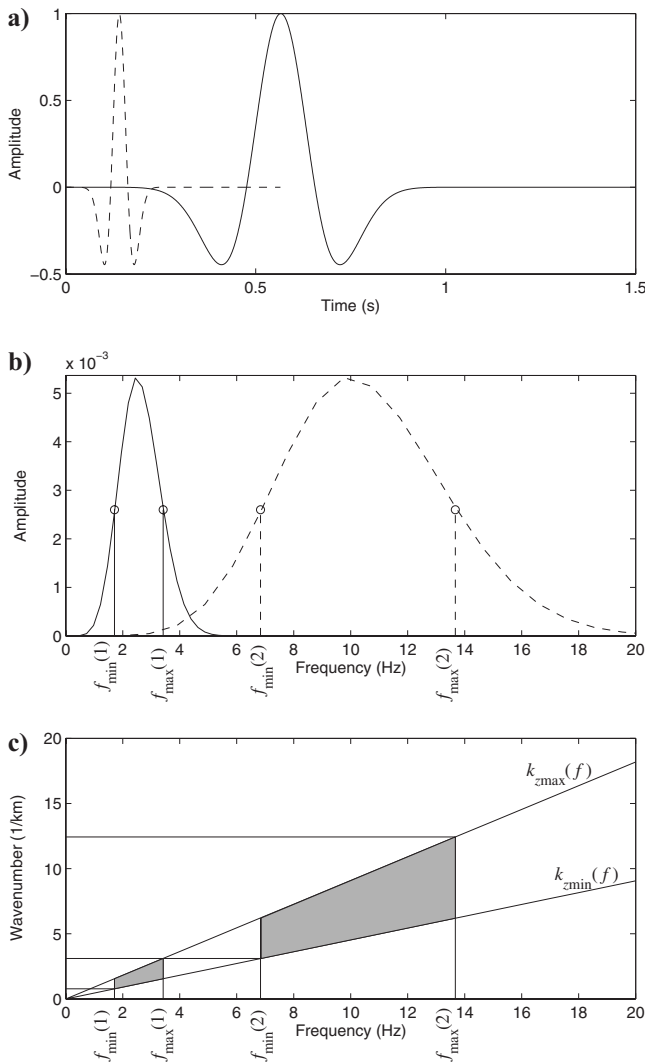 a)
1
0.5
0
−0.5
Amplitude
0 0.5 1 1.5
Time (s)
b)
x 10⁻³
5
4
3
2
1
0
Amplitude
0 2 4 6 8 10 12 14 16 18 20
Frequency (Hz)
f_min(1)
f_max(1)
f_min(2)
f_max(2)
c)
20
15
10
5
0
Wavenumber (1/km)
k_zmax(f)
k_zmin(f)
0 2 4 6 8 10 12 14 16 18 20
Frequency (Hz)
f_min(1)
f_max(1)
f_min(2)
f_max(2)